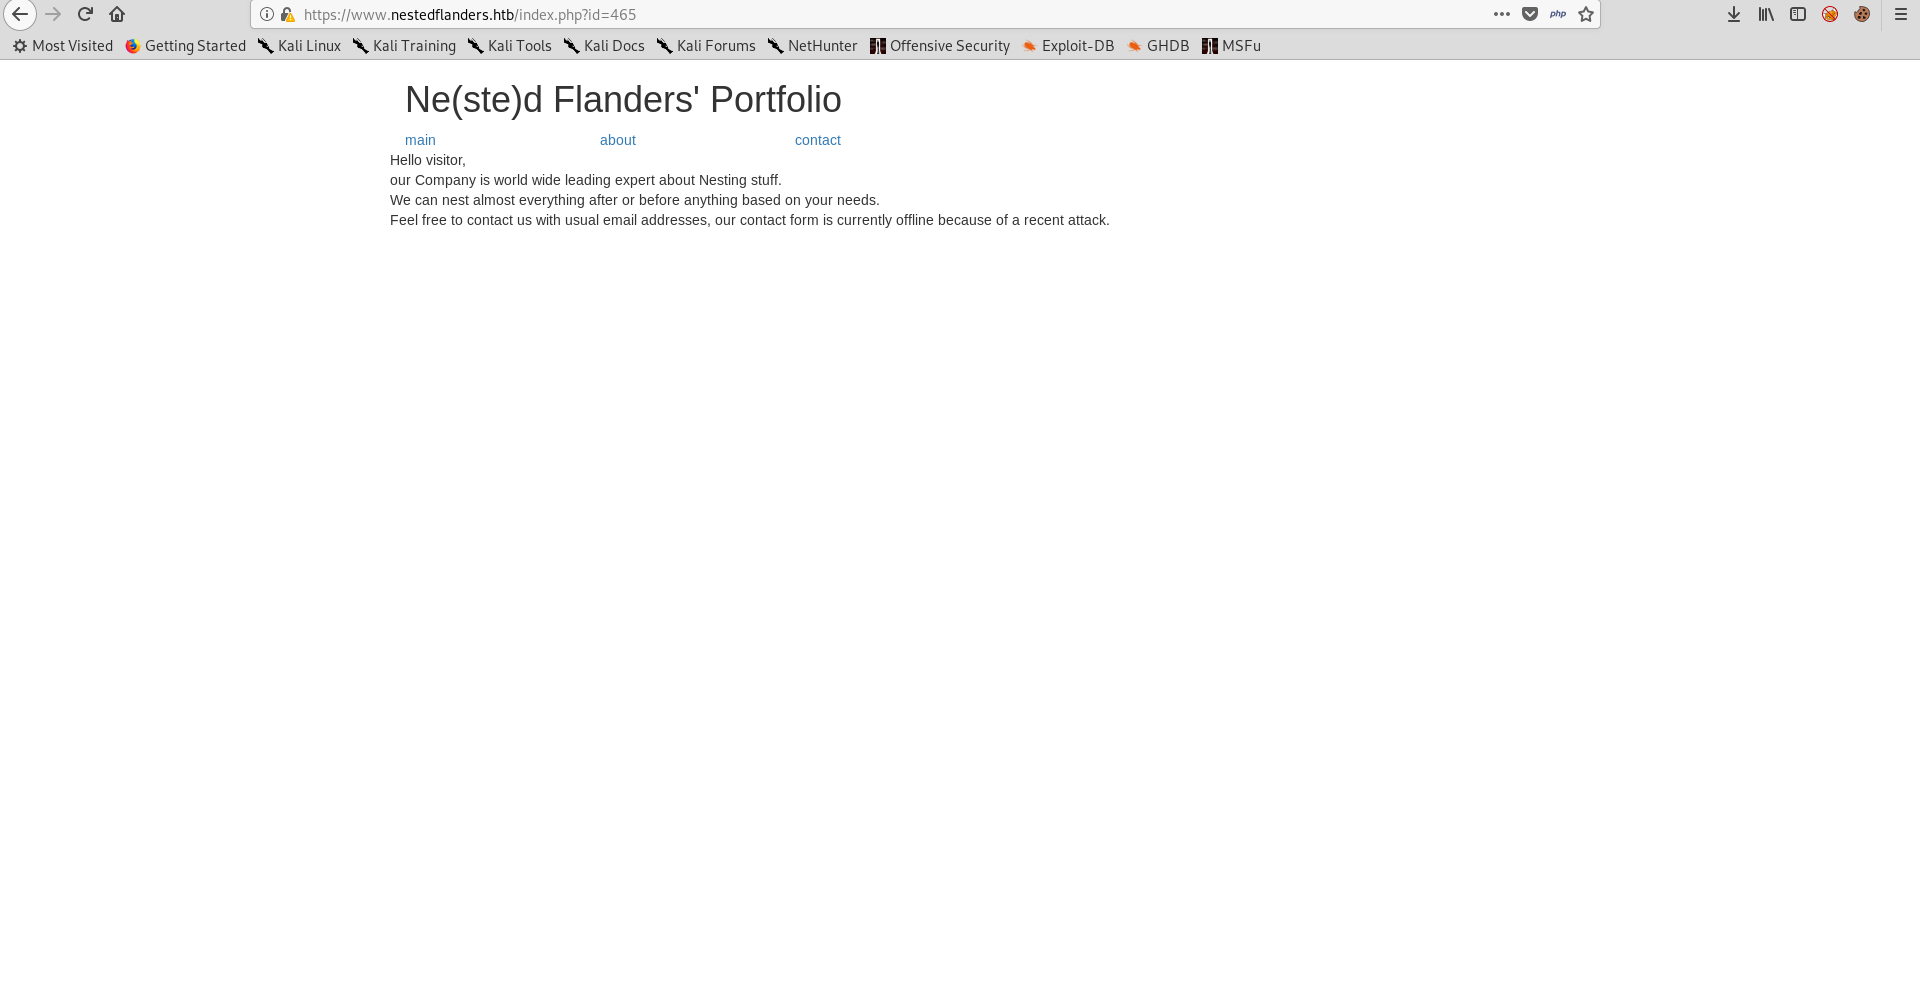 https://www.nestedflanders.htb/index.php?id=465 php
Most Visited Getting Started Kali Linux Kali Training Kali Tools Kali Docs Kali Forums NetHunter Offensive Security Exploit-DB GHDB MSFu
Ne(ste)d Flanders' Portfolio
main about contact
Hello visitor,
our Company is world wide leading expert about Nesting stuff.
We can nest almost everything after or before anything based on your needs.
Feel free to contact us with usual email addresses, our contact form is currently offline because of a recent attack.